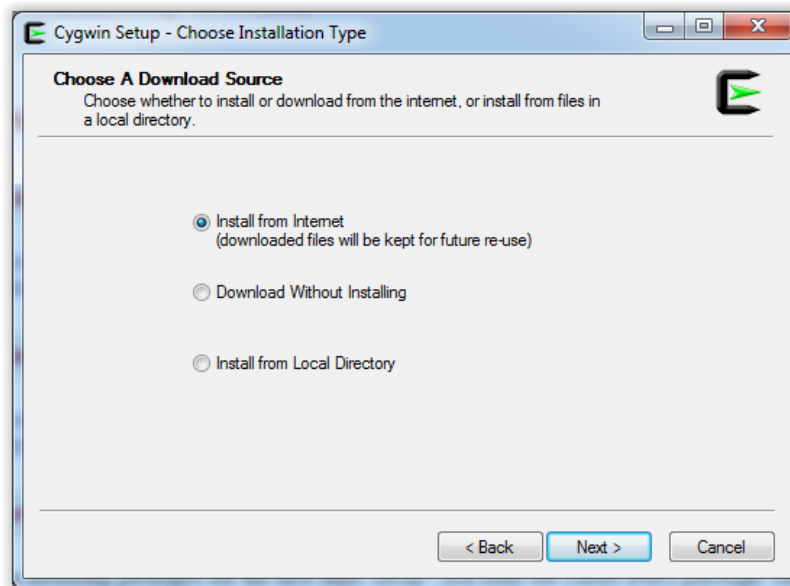 Cygwin Setup - Choose Installation Type
Choose A Download Source
Choose whether to install or download from the internet, or install from files in
a local directory.
Install from Internet
(downloaded files will be kept for future re-use)
Download Without Installing
Install from Local Directory
< Back Next > Cancel